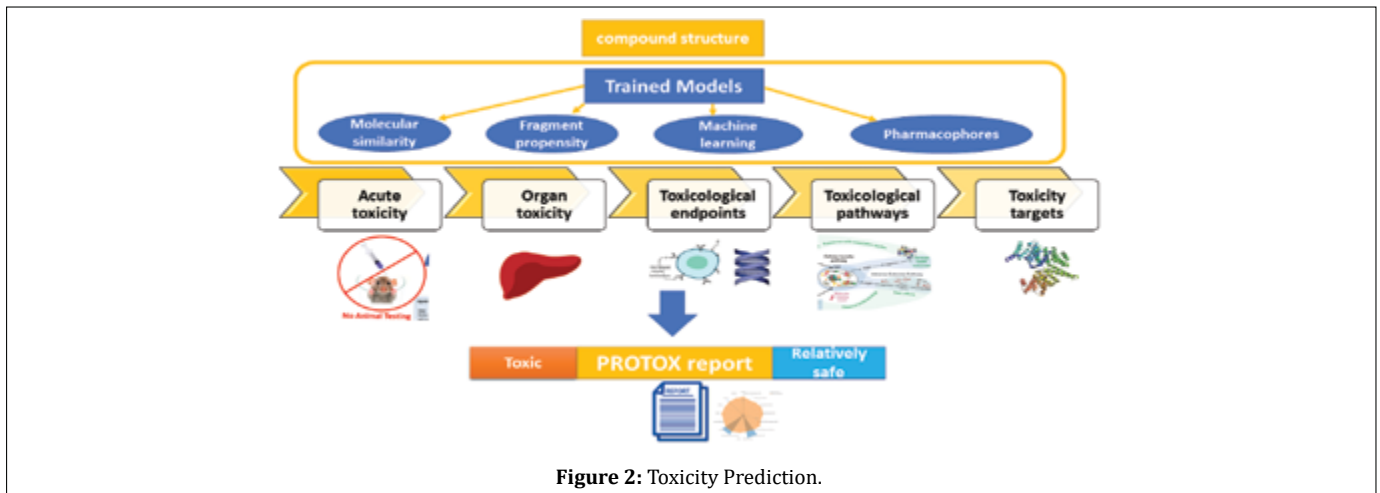 compound structure
Trained Models
Molecular
similarity
Fragment
propensity
Machine
learning
Pharmacophores
Acute
toxicity
Organ
toxicity
Toxicological
endpoints
Toxicological
pathways
Toxicity
targets
No Animal Testing
Toxic
PROTOX report
Relatively
safe
REPORT
Figure 2: Toxicity Prediction.